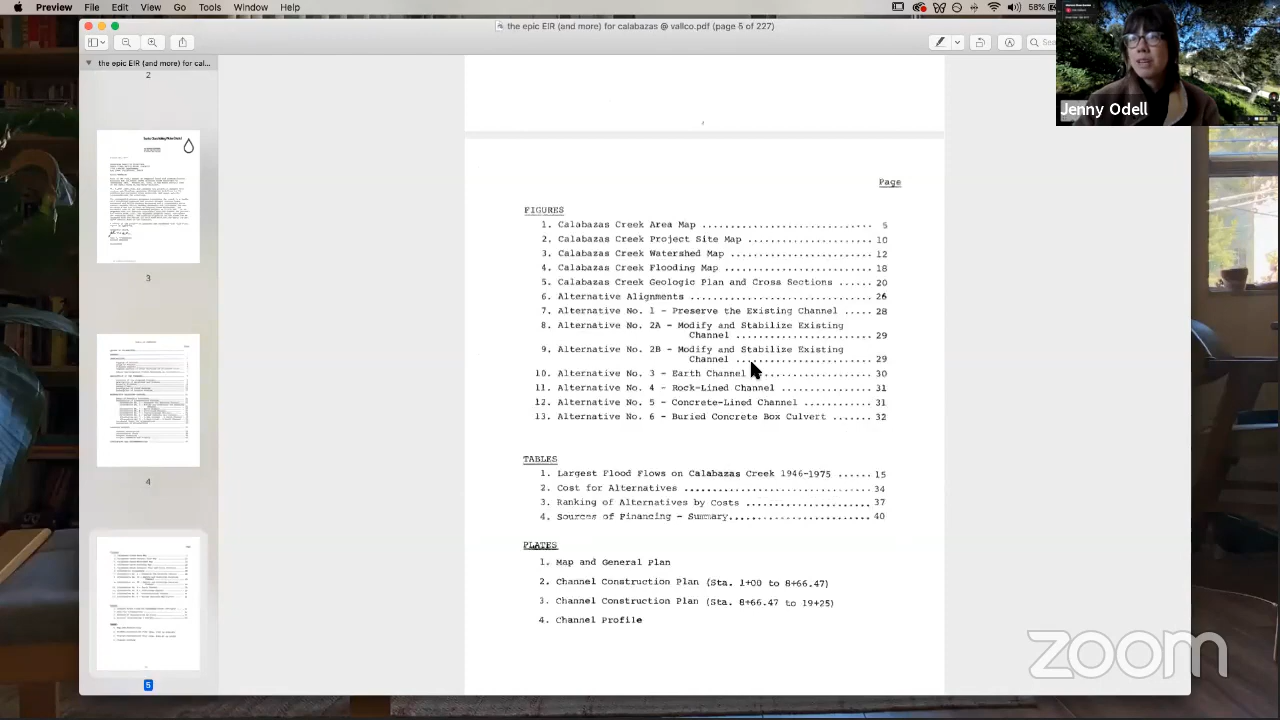 Preview File Edit View Go Tools Window Help
58%
the epic EIR (and more) for calabazas @ vallco.pdf (page 5 of 227)
the epic EIR (and more) for cal...
2
3
4
5
Jenny Odell
Page
FIGURES
1. Calabazas Creek Area Map 5
2. Calabazas Creek Project Site Map 10
3. Calabazas Creek Watershed Map 12
4. Calabazas Creek Flooding Map 18
5. Calabazas Creek Geologic Plan and Cross Sections 20
6. Alternative Alignments 26
7. Alternative No. 1 - Preserve the Existing Channel 28
8. Alternative No. 2A - Modify and Stabilize Existing
Channel 29
9. Alternative No. 2B - Modify and Stabilize Existing
Channel 29
10. Alternative No. 3 - Earth Channel 30
11. Alternative No. 4 - Rock-Lined Channel 31
12. Alternative No. 5 - Concrete-Lined Channel 31
13. Alternative No. 6 - Buried Concrete Box Culvert 32
TABLES
1. Largest Flood Flows on Calabazas Creek 1946-1975 15
2. Cost for Alternatives 34
3. Ranking of Alternatives by Costs 37
4. Sources of Financing - Summary 40
PLATES
1. Map and General Plan
2. Channel Construction Plan (Sta. 1+00 to 8+66.47)
3. Channel Construction Plan (Sta. 8+66.47 to
4. Channel Profile
zoom